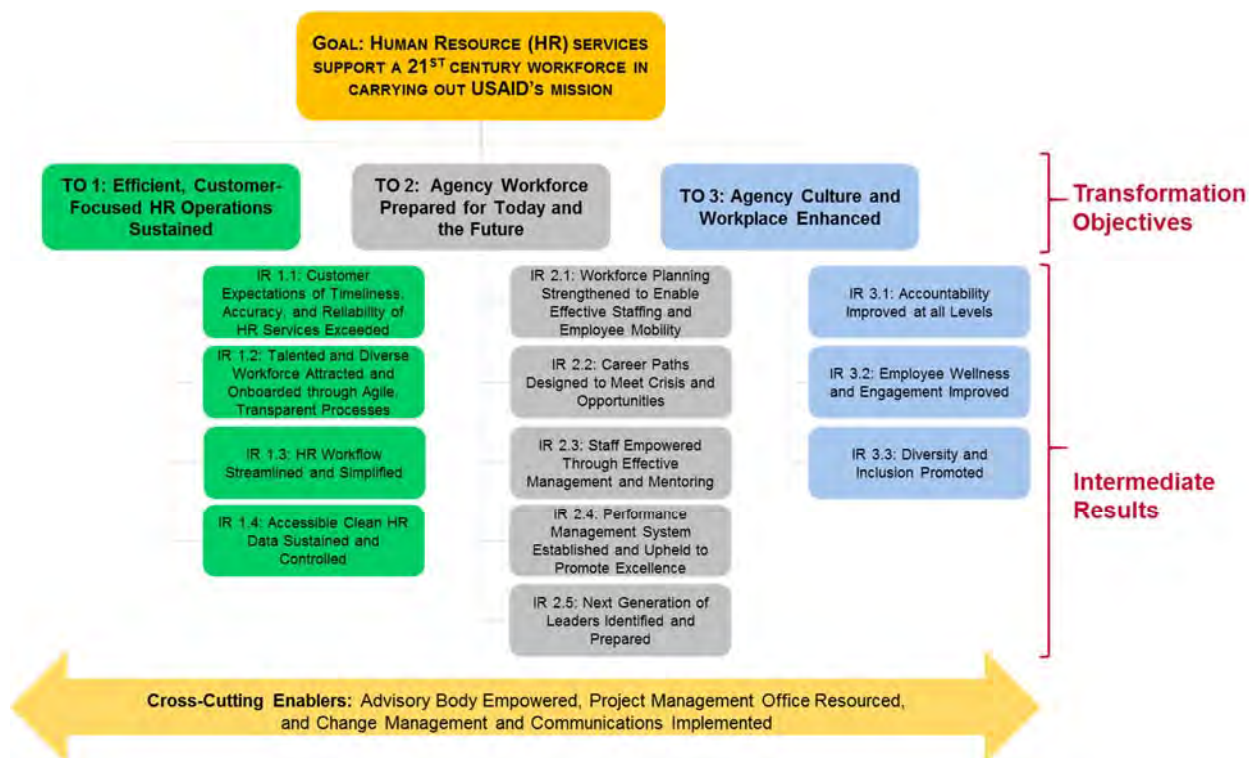 GOAL: HUMAN RESOURCE (HR) SERVICES
SUPPORT A 21ST CENTURY WORKFORCE IN
CARRYING OUT USAID'S MISSION
TO 1: Efficient, Customer-
Focused HR Operations
Sustained
TO 2: Agency Workforce
Prepared for Today and
the Future
TO 3: Agency Culture and
Workplace Enhanced
Transformation
Objectives
IR 1.1: Customer
Expectations of Timeliness,
Accuracy, and Reliability of
HR Services Exceeded
IR 1.2: Talented and Diverse
Workforce Attracted and
Onboarded through Agile,
Transparent Processes
IR 1.3: HR Workflow
Streamlined and Simplified
IR 1.4: Accessible Clean HR
Data Sustained and
Controlled
IR 2.1: Workforce Planning
Strengthened to Enable
Effective Staffing and
Employee Mobility
IR 2.2: Career Paths
Designed to Meet Crisis and
Opportunities
IR 2.3: Staff Empowered
Through Effective
Management and Mentoring
IR 2.4: Performance
Management System
Established and Upheld to
Promote Excellence
IR 2.5: Next Generation of
Leaders Identified and
Prepared
IR 3.1: Accountability
Improved at all Levels
IR 3.2: Employee Wellness
and Engagement Improved
IR 3.3: Diversity and
Inclusion Promoted
Intermediate
Results
Cross-Cutting Enablers: Advisory Body Empowered, Project Management Office Resourced,
and Change Management and Communications Implemented